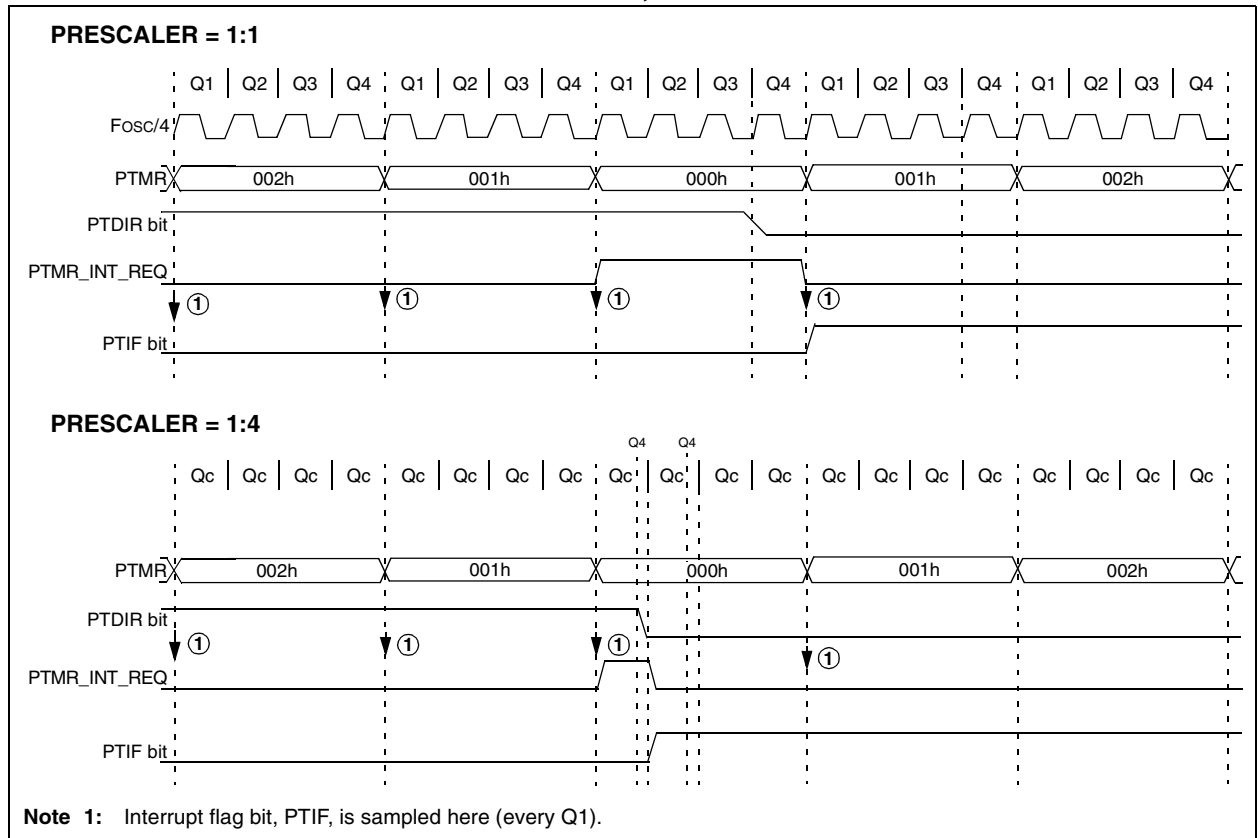 PRESCALER = 1:1
Q1 Q2 Q3 Q4 Q1 Q2 Q3 Q4 Q1 Q2 Q3 Q4 Q1 Q2 Q3 Q4 Q1 Q2 Q3 Q4
FOSC/4
PTMR 002h 001h 000h 001h 002h
PTDIR bit
PTMR_INT_REQ
① ① ① ①
PTIF bit
PRESCALER = 1:4
Q4 Q4
Qc Qc Qc Qc Qc Qc Qc Qc Qc Qc Qc Qc Qc Qc Qc Qc Qc Qc Qc Qc
PTMR 002h 001h 000h 001h 002h
PTDIR bit
① ① ① ①
PTMR_INT_REQ
PTIF bit
Note 1: Interrupt flag bit, PTIF, is sampled here (every Q1).